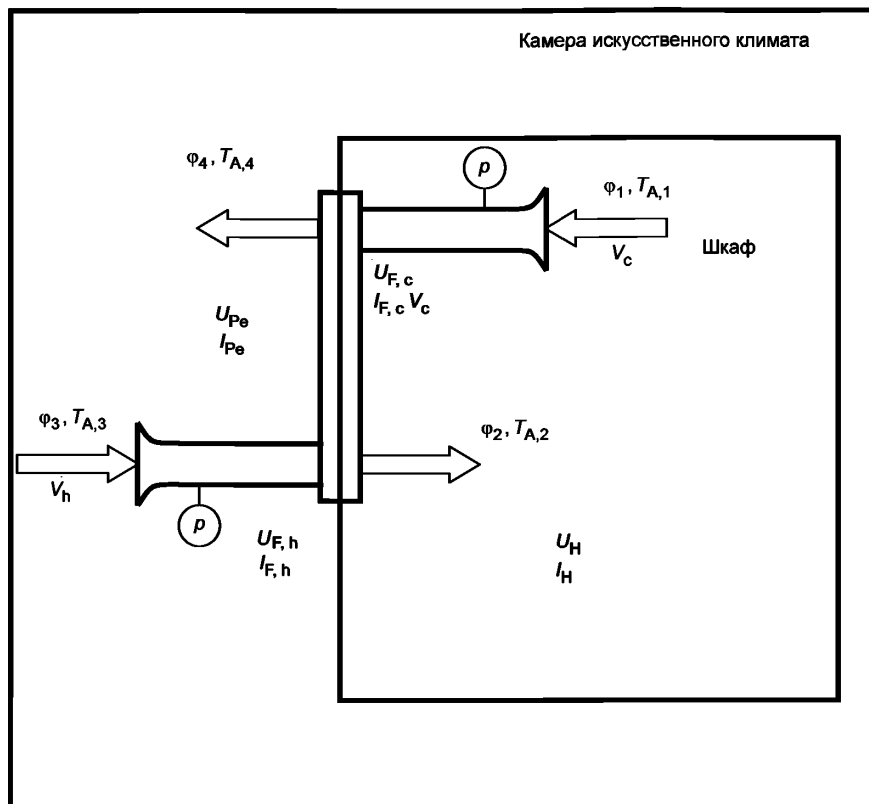 Камера искусственного климата
φ4, TA,4
p
φ1, TA,1
Vc
Шкаф
UF, c
IF, c Vc
UPe
IPe
φ3, TA,3
Vh
φ2, TA,2
p
UF, h
IF, h
UH
IH